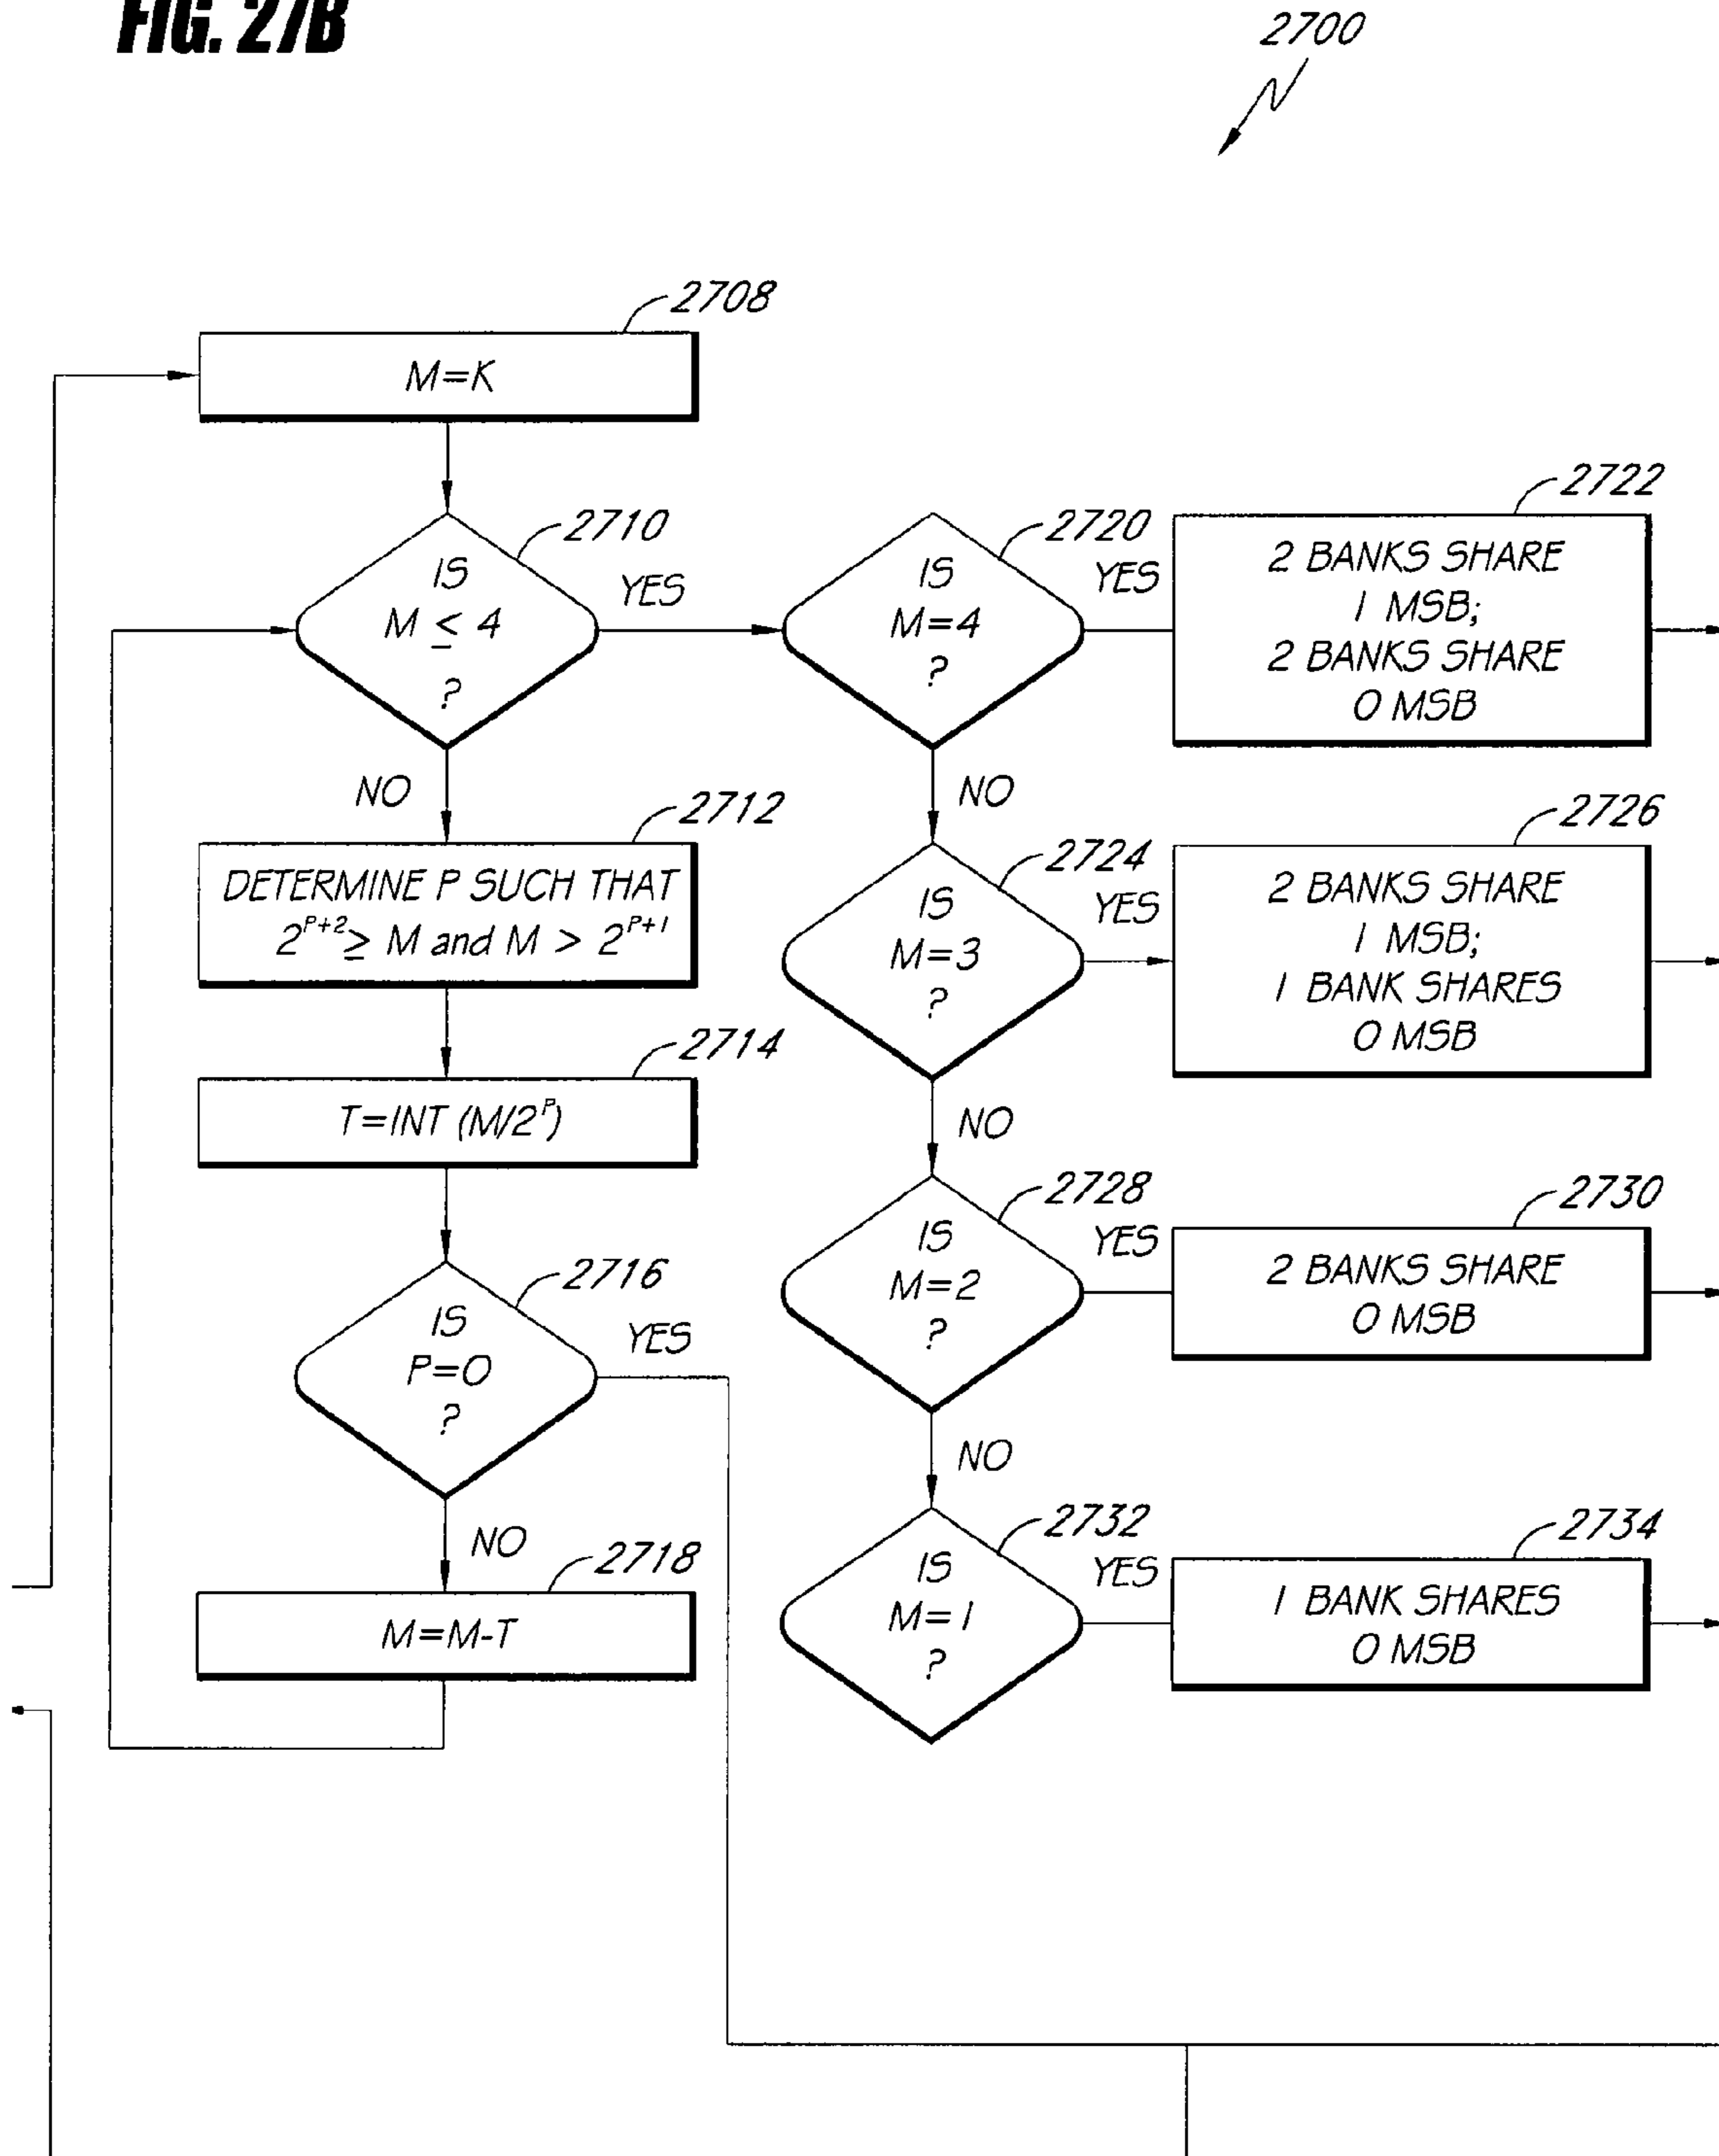 FIG. 27B
2700
2708
M=K
2710
IS
M ≤ 4
?
YES
NO
2712
DETERMINE P SUCH THAT
2^{P+2} ≥ M and M > 2^{P+1}
2714
T=INT (M/2^P)
2716
IS
P=0
?
YES
NO
2718
M=M-T
2720
IS
M=4
?
YES
NO
2722
2 BANKS SHARE
1 MSB;
2 BANKS SHARE
0 MSB
2724
IS
M=3
?
YES
NO
2726
2 BANKS SHARE
1 MSB;
1 BANK SHARES
0 MSB
2728
IS
M=2
?
YES
NO
2730
2 BANKS SHARE
0 MSB
2732
IS
M=1
?
YES
2734
1 BANK SHARES
0 MSB